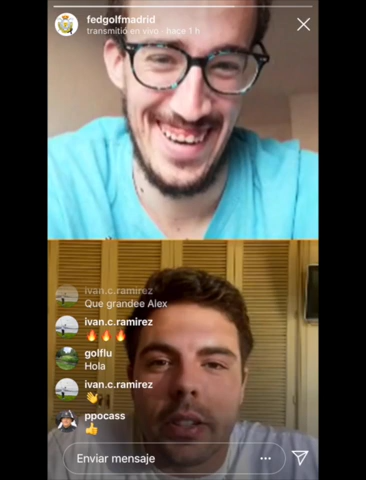 fedgolfmadrid
transmitió en vivo · hace 1 h
ivan.c.ramirez
Que grandee Alex
ivan.c.ramirez
🔥🔥🔥
golflu
Hola
ivan.c.ramirez
👋
ppocass
👍
Enviar mensaje